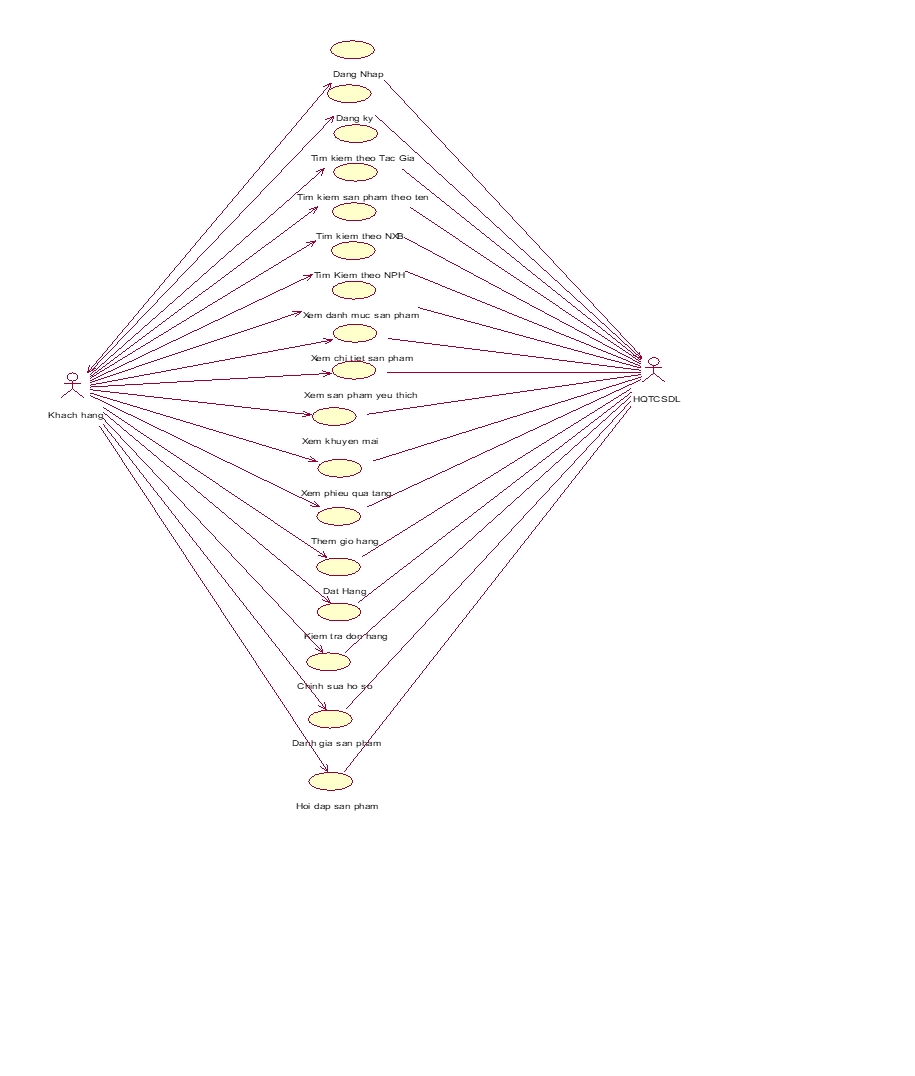 Dang Nhap
Dang ky
Tim kiem theo Tac Gia
Tim kiem san pham theo ten
Tim kiem theo NXB
Tim Kiem theo NPH
Xem danh muc san pham
Xem chi tiet san pham
Xem san pham yeu thich
Khach hang
HQTCSDL
Xem khuyen mai
Xem phieu qua tang
Them gio hang
Dat Hang
Kiem tra don hang
Chinh sua ho so
Danh gia san pham
Hoi dap san pham